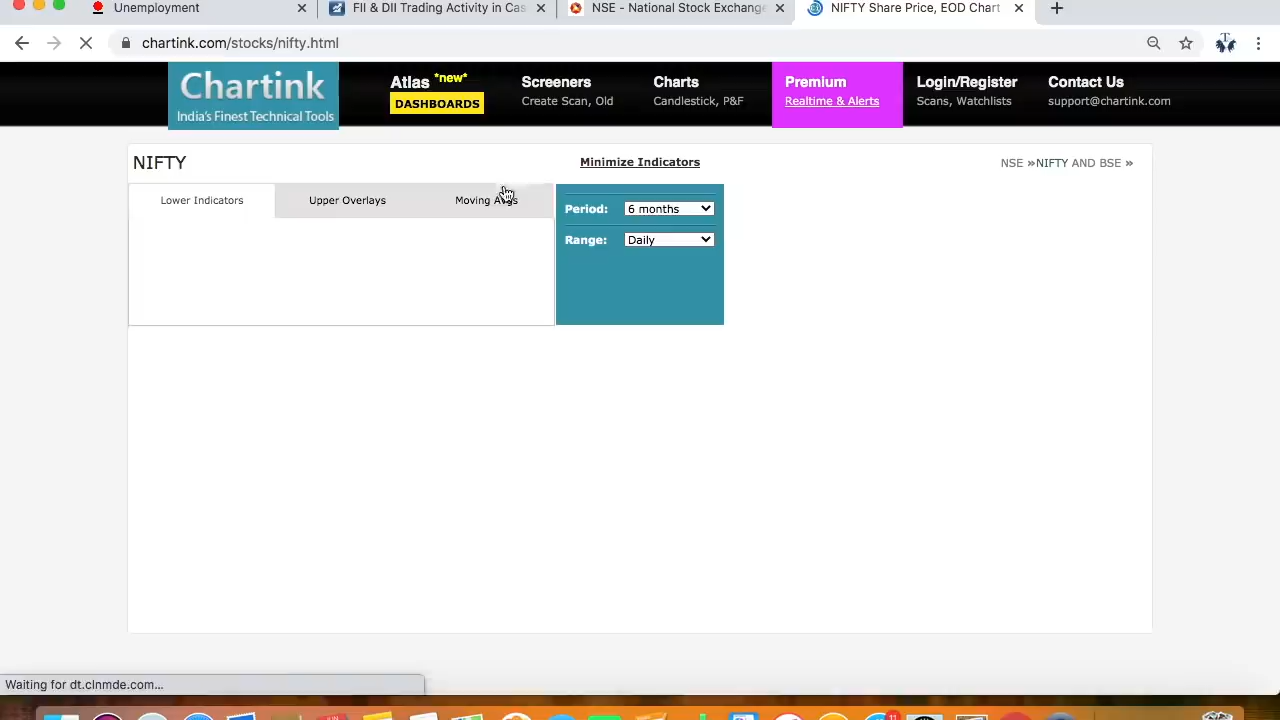 Unemployment
FII & DII Trading Activity in Cas
NSE - National Stock Exchange
NIFTY Share Price, EOD Chart
chartink.com/stocks/nifty.html
Chartink
India's Finest Technical Tools
Atlas *new*
DASHBOARDS
Screeners
Create Scan, Old
Charts
Candlestick, P&F
Premium
Realtime & Alerts
Login/Register
Scans, Watchlists
Contact Us
support@chartink.com
NIFTY
Minimize Indicators
NSE »NIFTY AND BSE »
Lower Indicators
Upper Overlays
Moving Avgs
Period: 6 months
Range: Daily
Waiting for dt.clnmde.com...
11